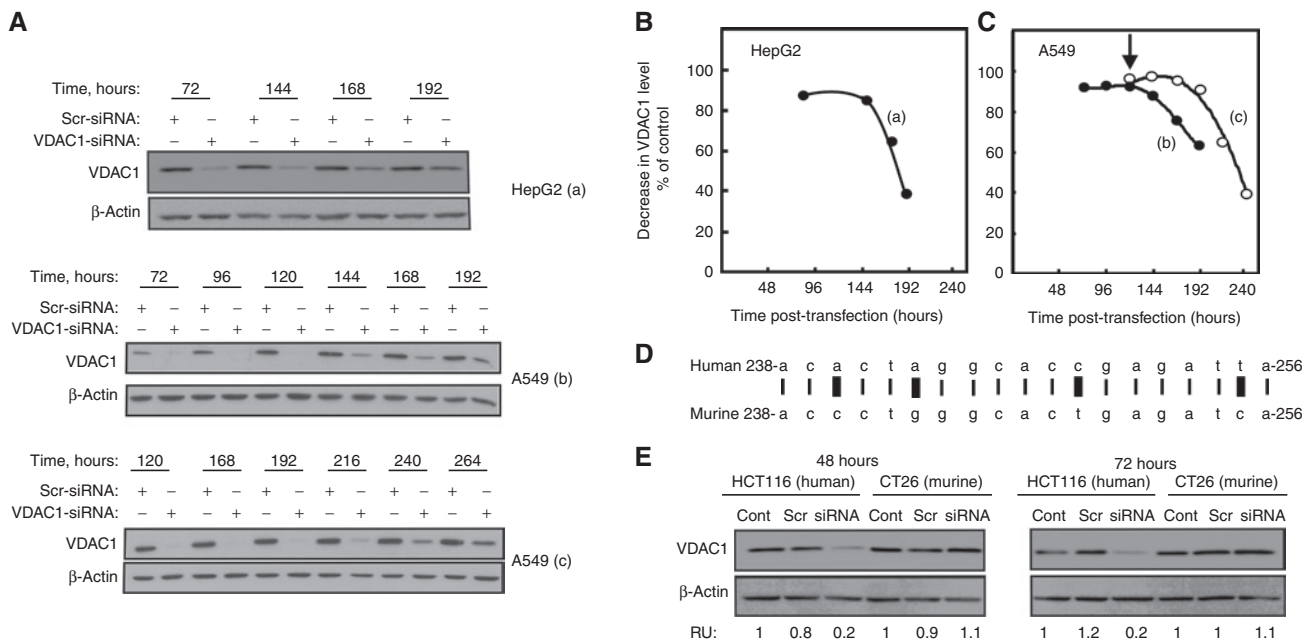 A
Time, hours: 72 144 168 192
Scr-siRNA: + – + – + – + –
VDAC1-siRNA: – + – + – + – +
VDAC1
β-Actin
HepG2 (a)
Time, hours: 72 96 120 144 168 192
Scr-siRNA: + – + – + – + – + – + –
VDAC1-siRNA: – + – + – + – + – + – +
VDAC1
β-Actin
A549 (b)
Time, hours: 120 168 192 216 240 264
Scr-siRNA: + – + – + – + – + – + –
VDAC1-siRNA: – + – + – + – + – + – +
VDAC1
β-Actin
A549 (c)
B
HepG2
Decrease in VDAC1 level
% of control
100
80
60
40
20
0
(a)
48 96 144 192 240
Time post-transfection (hours)
C
A549
100
80
60
40
20
0
(c)
(b)
48 96 144 192 240
Time post-transfection (hours)
D
Human 238-a c a c t a g g c a c c g a g a t t a-256
Murine 238- a c c c t g g g c a c t g a g a t c a-256
E
48 hours
HCT116 (human) CT26 (murine)
Cont Scr siRNA Cont Scr siRNA
72 hours
HCT116 (human) CT26 (murine)
Cont Scr siRNA Cont Scr siRNA
VDAC1
β-Actin
RU: 1 0.8 0.2 1 0.9 1.1 1 1.2 0.2 1 1 1.1